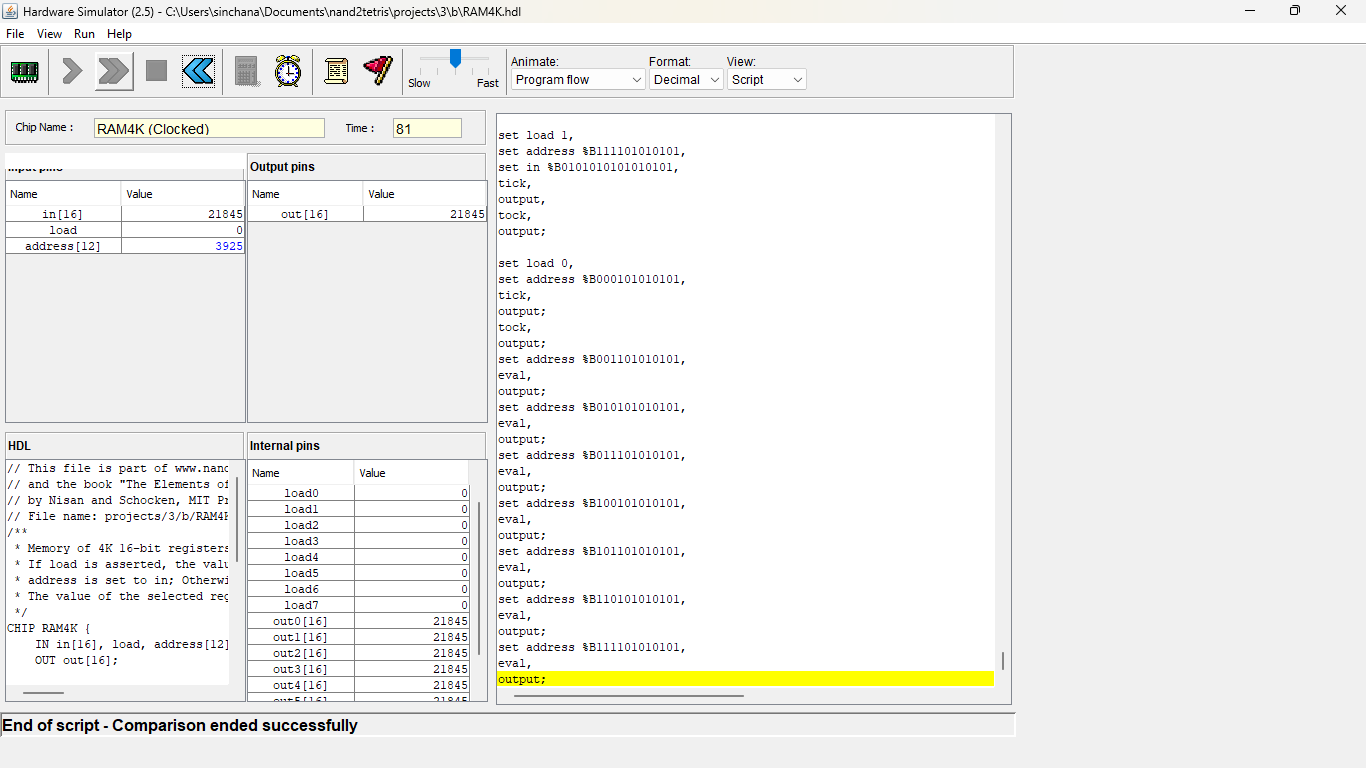 Hardware Simulator (2.5) - C:\Users\sinchana\Documents\nand2tetris\projects\3\b\RAM4K.hdl
File View Run Help
Slow Fast
Animate: Format: View:
Program flow Decimal Script
Chip Name : RAM4K (Clocked) Time : 81
Input pins
Name Value
in[16] 21845
load 0
address[12] 3925
Output pins
Name Value
out[16] 21845
HDL
// This file is part of www.nand
// and the book "The Elements of
// by Nisan and Schocken, MIT Pr
// File name: projects/3/b/RAM4K
/**
* Memory of 4K 16-bit registers
* If load is asserted, the valu
* address is set to in; Otherwi
* The value of the selected reg
*/
CHIP RAM4K {
IN in[16], load, address[12]
OUT out[16];
Internal pins
Name Value
load0 0
load1 0
load2 0
load3 0
load4 0
load5 0
load6 0
load7 0
out0[16] 21845
out1[16] 21845
out2[16] 21845
out3[16] 21845
out4[16] 21845
out5[16] 21845
set load 1,
set address %B111101010101,
set in %B0101010101010101,
tick,
output,
tock,
output;
set load 0,
set address %B000101010101,
tick,
output;
tock,
output;
set address %B001101010101,
eval,
output;
set address %B010101010101,
eval,
output;
set address %B011101010101,
eval,
output;
set address %B100101010101,
eval,
output;
set address %B101101010101,
eval,
output;
set address %B110101010101,
eval,
output;
set address %B111101010101,
eval,
output;
End of script - Comparison ended successfully